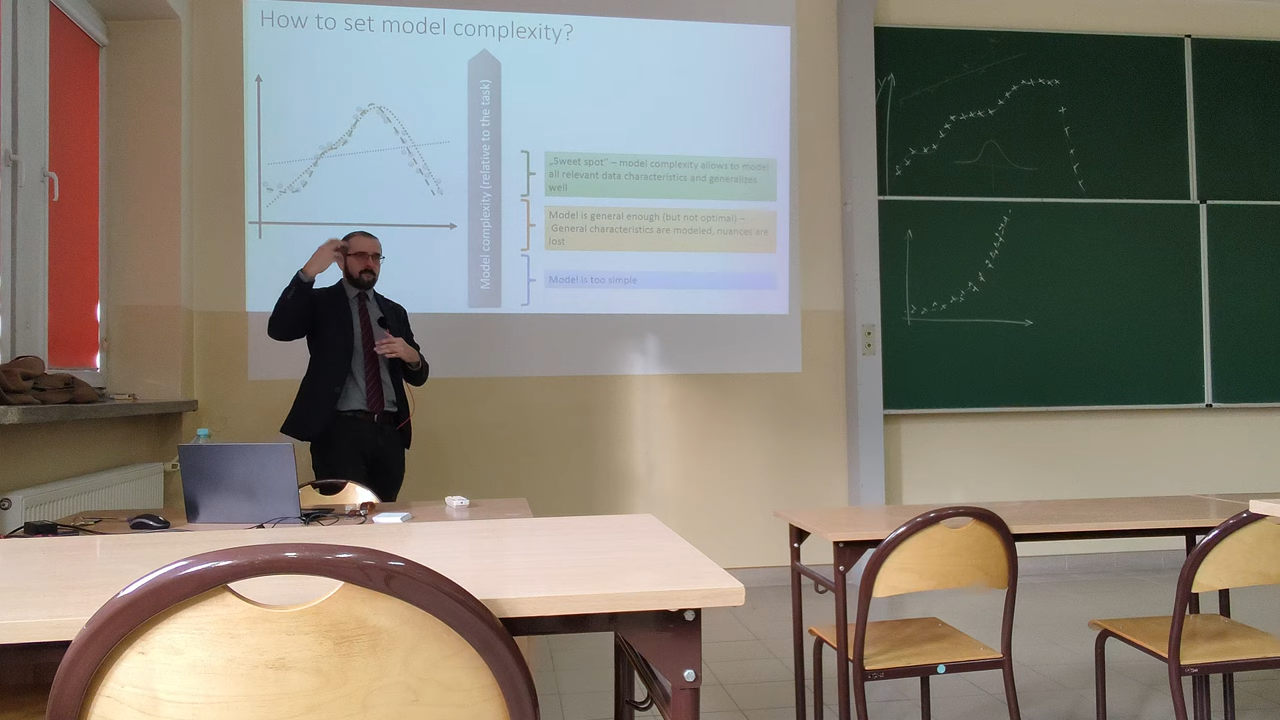 How to set model complexity?
Model complexity (relative to the task)
„Sweet spot" – model complexity allows to model
all relevant data characteristics and generalizes
well
Model is general enough (but not optimal) –
General characteristics are modeled, nuances are
lost
Model is too simple